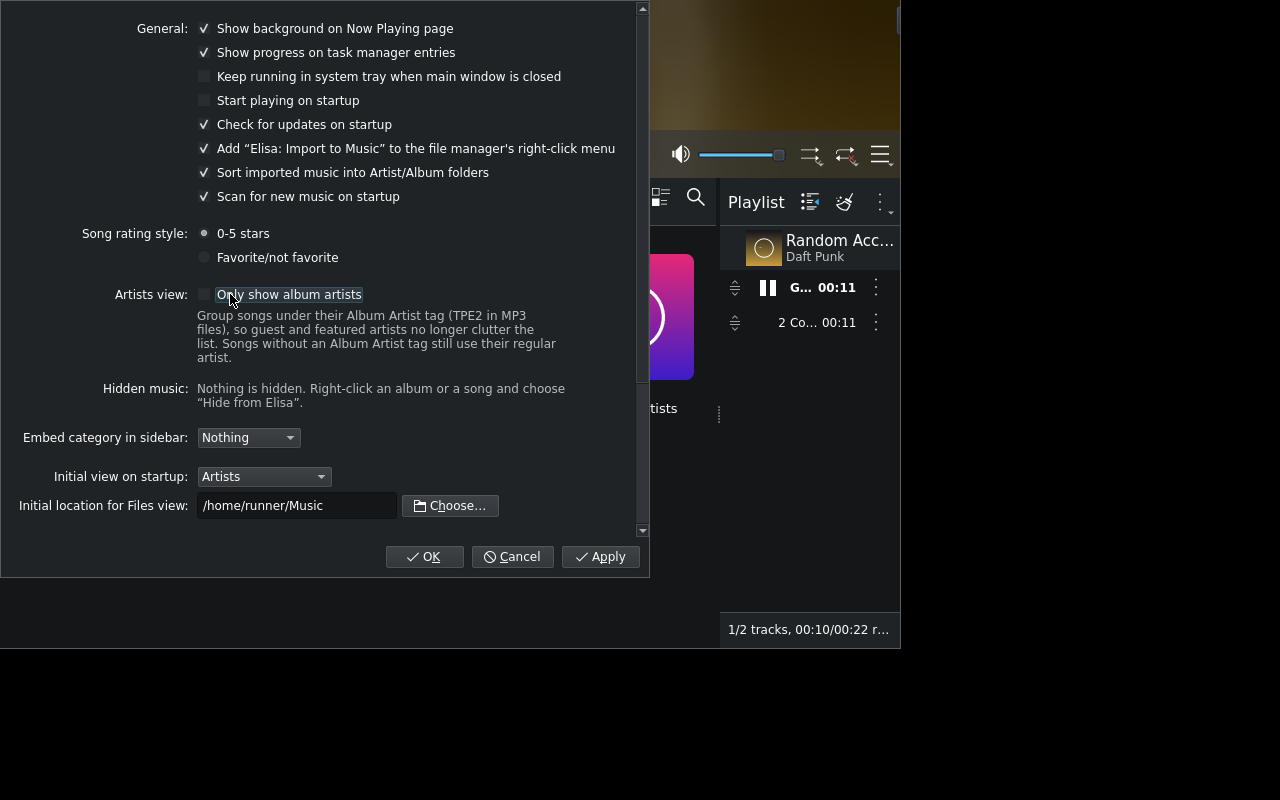 General:
Show background on Now Playing page
Show progress on task manager entries
Keep running in system tray when main window is closed
Start playing on startup
Check for updates on startup
Add “Elisa: Import to Music” to the file manager's right-click menu
Sort imported music into Artist/Album folders
Scan for new music on startup
Song rating style:
0-5 stars
Favorite/not favorite
Artists view:
Only show album artists
Group songs under their Album Artist tag (TPE2 in MP3
files), so guest and featured artists no longer clutter the
list. Songs without an Album Artist tag still use their regular
artist.
Hidden music:
Nothing is hidden. Right-click an album or a song and choose
“Hide from Elisa”.
Embed category in sidebar:
Nothing
Initial view on startup:
Artists
Initial location for Files view:
/home/runner/Music
Choose...
OK
Cancel
Apply
Playlist
Random Acc...
Daft Punk
G... 00:11
2 Co... 00:11
tists
1/2 tracks, 00:10/00:22 r...